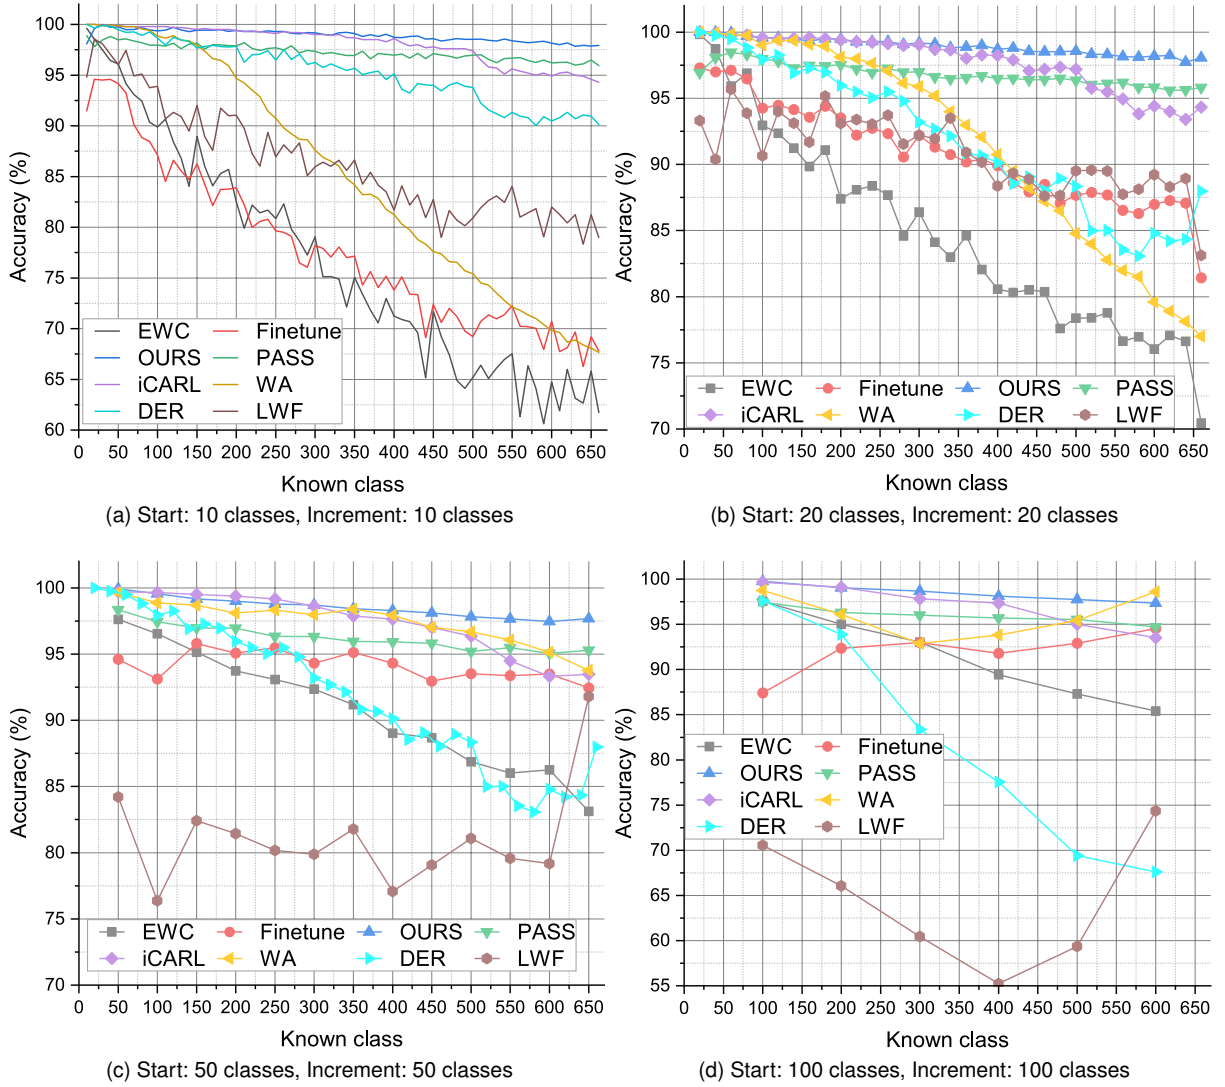 100
95
90
85
80
75
70
65
60
Accuracy (%)
EWC Finetune
OURS PASS
iCARL WA
DER LWF
0 50 100 150 200 250 300 350 400 450 500 550 600 650
Known class
(a) Start: 10 classes, Increment: 10 classes
100
95
90
85
80
75
70
Accuracy (%)
EWC Finetune OURS PASS
iCARL WA DER LWF
0 50 100 150 200 250 300 350 400 450 500 550 600 650
Known class
(b) Start: 20 classes, Increment: 20 classes
100
95
90
85
80
75
70
Accuracy (%)
EWC Finetune OURS PASS
iCARL WA DER LWF
0 50 100 150 200 250 300 350 400 450 500 550 600 650
Known class
(c) Start: 50 classes, Increment: 50 classes
100
95
90
85
80
75
70
65
60
55
Accuracy (%)
EWC Finetune
OURS PASS
iCARL WA
DER LWF
0 50 100 150 200 250 300 350 400 450 500 550 600 650
Known class
(d) Start: 100 classes, Increment: 100 classes